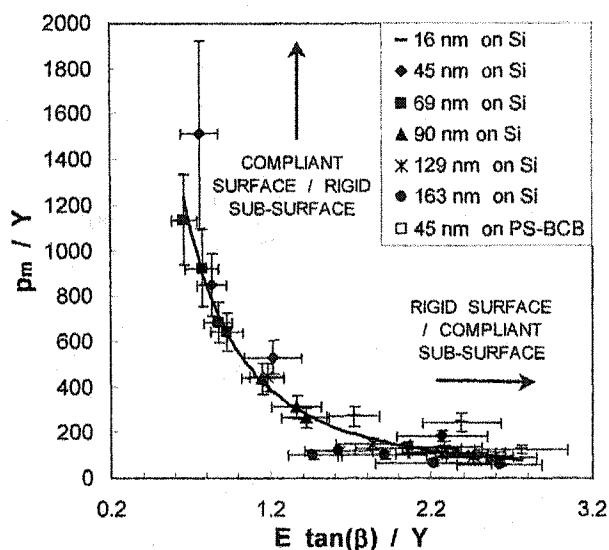 2000
1800
1600
1400
1200
1000
800
600
400
200
0
pm / Y
16 nm on Si
45 nm on Si
69 nm on Si
90 nm on Si
129 nm on Si
163 nm on Si
45 nm on PS-BCB
COMPLIANT
SURFACE / RIGID
SUB-SURFACE
RIGID SURFACE
/ COMPLIANT
SUB-SURFACE
0.2 1.2 2.2 3.2
E tan(β) / Y